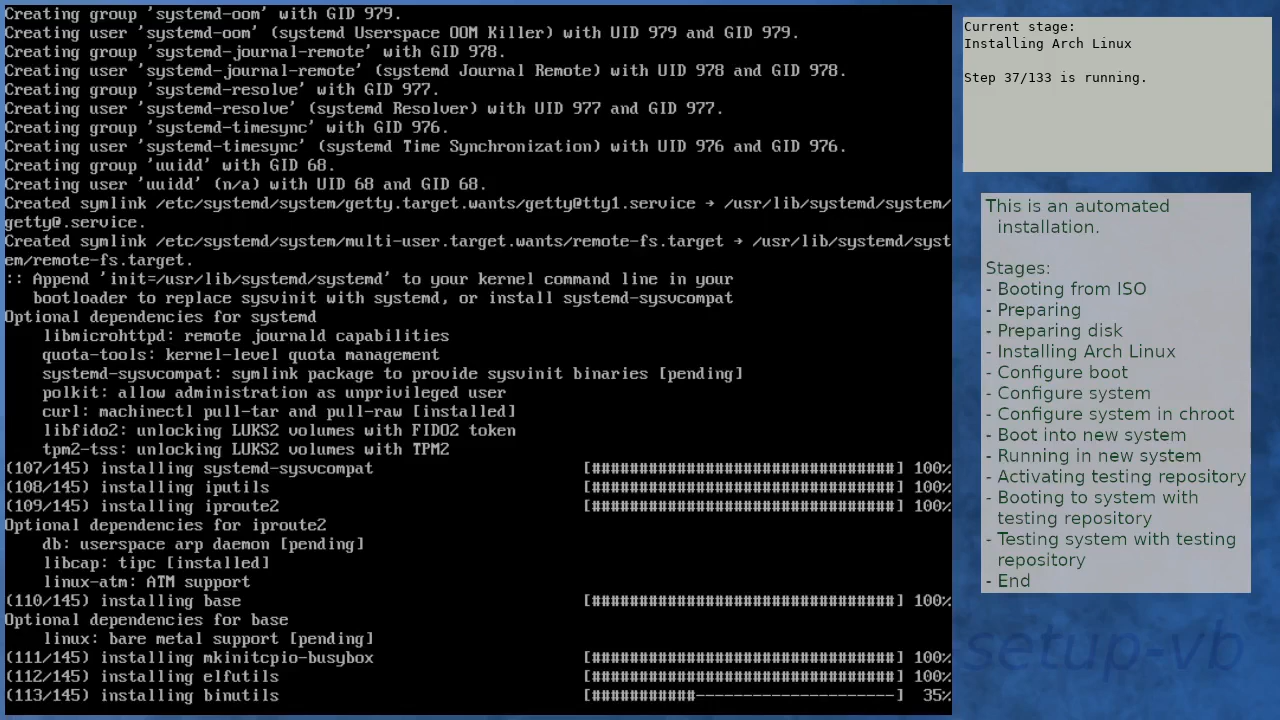 Creating group 'systemd-oom' with GID 979.
Creating user 'systemd-oom' (systemd Userspace OOM Killer) with UID 979 and GID 979.
Creating group 'systemd-journal-remote' with GID 978.
Creating user 'systemd-journal-remote' (systemd Journal Remote) with UID 978 and GID 978.
Creating group 'systemd-resolve' with GID 977.
Creating user 'systemd-resolve' (systemd Resolver) with UID 977 and GID 977.
Creating group 'systemd-timesync' with GID 976.
Creating user 'systemd-timesync' (systemd Time Synchronization) with UID 976 and GID 976.
Creating group 'uuidd' with GID 68.
Creating user 'uuidd' (n/a) with UID 68 and GID 68.
Created symlink /etc/systemd/system/getty.target.wants/getty@tty1.service → /usr/lib/systemd/system/
getty@.service.
Created symlink /etc/systemd/system/multi-user.target.wants/remote-fs.target → /usr/lib/systemd/syst
em/remote-fs.target.
:: Append 'init=/usr/lib/systemd/systemd' to your kernel command line in your
   bootloader to replace sysvinit with systemd, or install systemd-sysvcompat
Optional dependencies for systemd
    libmicrohttpd: remote journald capabilities
    quota-tools: kernel-level quota management
    systemd-sysvcompat: symlink package to provide sysvinit binaries [pending]
    polkit: allow administration as unprivileged user
    curl: machinectl pull-tar and pull-raw [installed]
    libfido2: unlocking LUKS2 volumes with FIDO2 token
    tpm2-tss: unlocking LUKS2 volumes with TPM2
(107/145) installing systemd-sysvcompat [################################] 100%
(108/145) installing iputils [################################] 100%
(109/145) installing iproute2 [################################] 100%
Optional dependencies for iproute2
    db: userspace arp daemon [pending]
    libcap: tipc [installed]
    linux-atm: ATM support
(110/145) installing base [################################] 100%
Optional dependencies for base
    linux: bare metal support [pending]
(111/145) installing mkinitcpio-busybox [################################] 100%
(112/145) installing elfutils [################################] 100%
(113/145) installing binutils [###########---------------------] 35%
Current stage:
Installing Arch Linux
Step 37/133 is running.
This is an automated
installation.
Stages:
- Booting from ISO
- Preparing
- Preparing disk
- Installing Arch Linux
- Configure boot
- Configure system
- Configure system in chroot
- Boot into new system
- Running in new system
- Activating testing repository
- Booting to system with
testing repository
- Testing system with testing
repository
- End
setup-vb